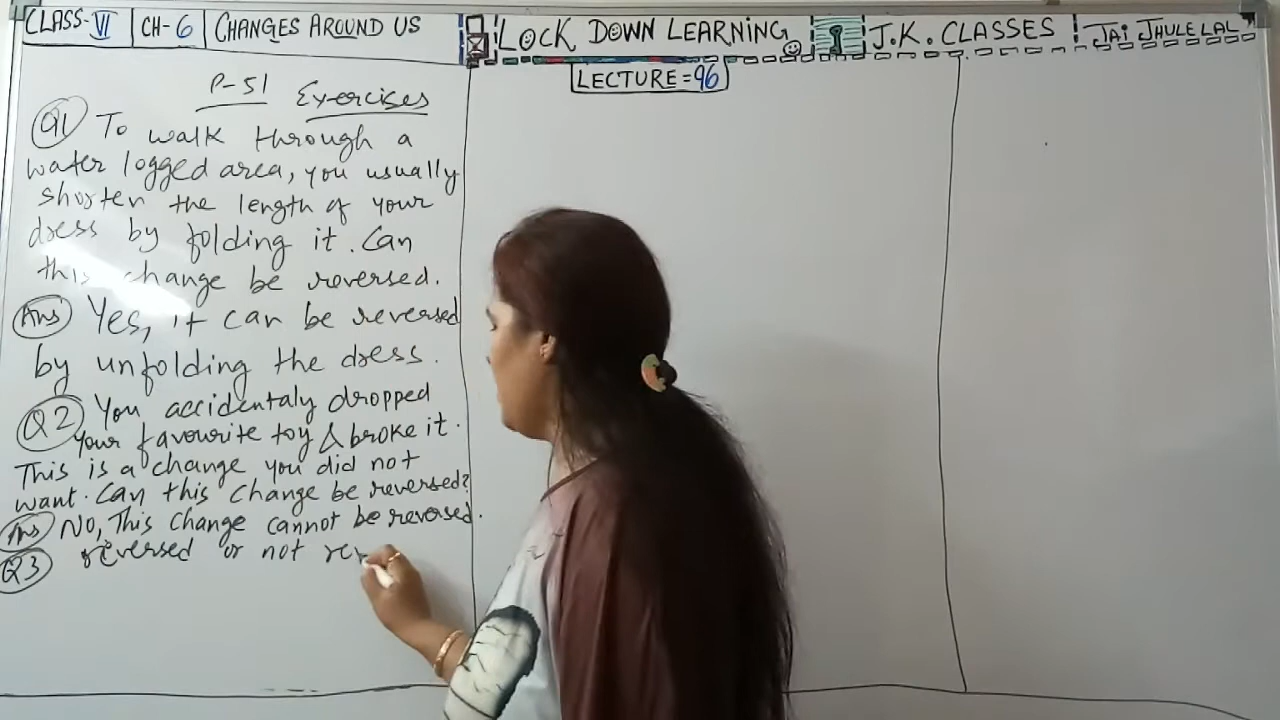 CLASS-VI CH-6 CHANGES AROUND US
LOCK DOWN LEARNING J.K. CLASSES JAI JHULELAL
LECTURE=96
P-51 Exercises
Q1 To walk through a
water logged area, you usually
shorten the length of your
dress by folding it. Can
this change be reversed.
Ans Yes, it can be reversed
by unfolding the dress.
Q2 You accidentaly dropped
your favourite toy & broke it.
This is a change you did not
want. Can this change be reversed?
Ans No, This change cannot be reversed.
Q3 reversed or not rev